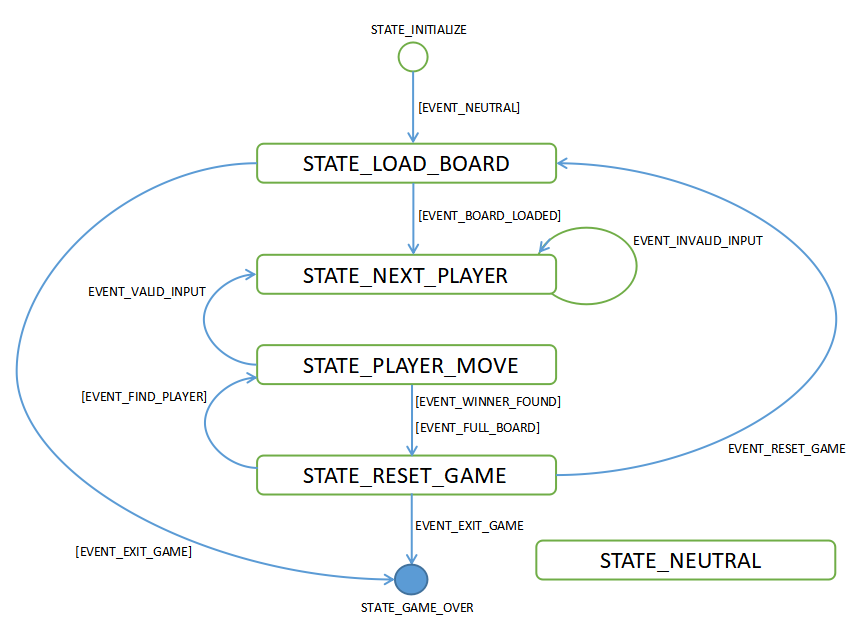 STATE_INITIALIZE
[EVENT_NEUTRAL]
STATE_LOAD_BOARD
[EVENT_BOARD_LOADED]
EVENT_INVALID_INPUT
STATE_NEXT_PLAYER
EVENT_VALID_INPUT
STATE_PLAYER_MOVE
[EVENT_FIND_PLAYER]
[EVENT_WINNER_FOUND]
[EVENT_FULL_BOARD]
EVENT_RESET_GAME
STATE_RESET_GAME
EVENT_EXIT_GAME
[EVENT_EXIT_GAME]
STATE_NEUTRAL
STATE_GAME_OVER